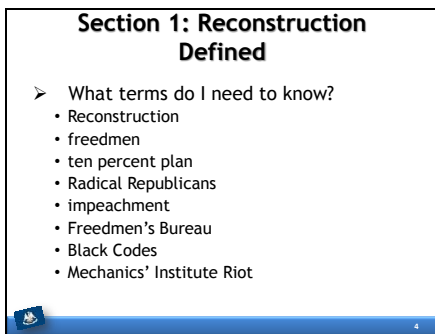 Section 1: Reconstruction
Defined
➢ What terms do I need to know?
• Reconstruction
• freedmen
• ten percent plan
• Radical Republicans
• impeachment
• Freedmen’s Bureau
• Black Codes
• Mechanics’ Institute Riot
4